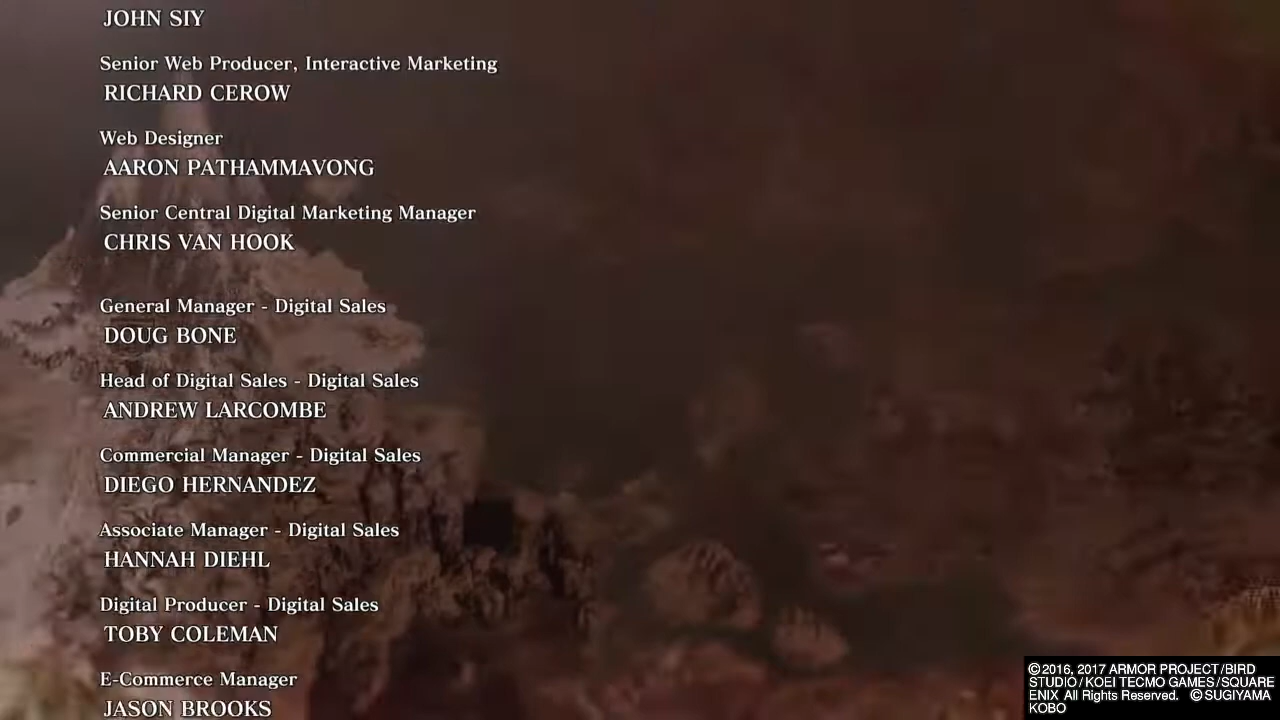 JOHN SIY
Senior Web Producer, Interactive Marketing
RICHARD CEROW
Web Designer
AARON PATHAMMAVONG
Senior Central Digital Marketing Manager
CHRIS VAN HOOK
General Manager - Digital Sales
DOUG BONE
Head of Digital Sales - Digital Sales
ANDREW LARCOMBE
Commercial Manager - Digital Sales
DIEGO HERNANDEZ
Associate Manager - Digital Sales
HANNAH DIEHL
Digital Producer - Digital Sales
TOBY COLEMAN
E-Commerce Manager
JASON BROOKS
©2016, 2017 ARMOR PROJECT/BIRD
STUDIO/KOEI TECMO GAMES/SQUARE
ENIX All Rights Reserved. ©SUGIYAMA
KOBO